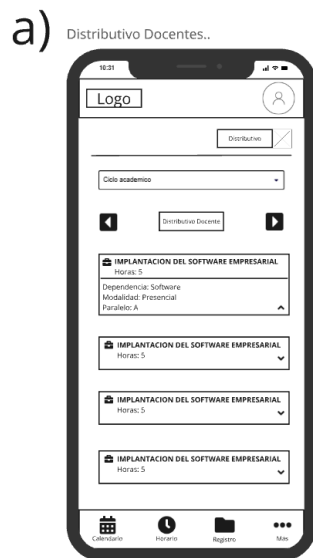 a)
Distributivo Docentes..
16:31
Logo
Distributivo
Ciclo academico
Distributivo Docente
IMPLANTACION DEL SOFTWARE EMPRESARIAL
Horas: 5
Dependencia: Software
Modalidad: Presencial
Paralelo: A
IMPLANTACION DEL SOFTWARE EMPRESARIAL
Horas: 5
IMPLANTACION DEL SOFTWARE EMPRESARIAL
Horas: 5
IMPLANTACION DEL SOFTWARE EMPRESARIAL
Horas: 5
Calendario Horario Registro Mas